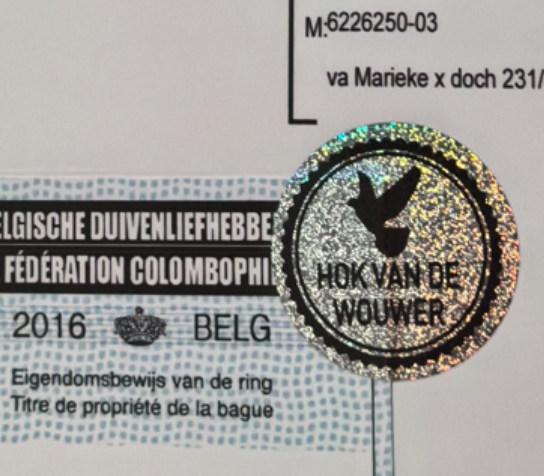 M:6226250-03
va Marieke x doch 231/
ELGISCHE DUIVENLIEFHEBBE
FÉDÉRATION COLOMBOPHI
2016 BELG
Eigendomsbewijs van de ring
Titre de propriété de la bague
HOK VAN DE
WOUWER